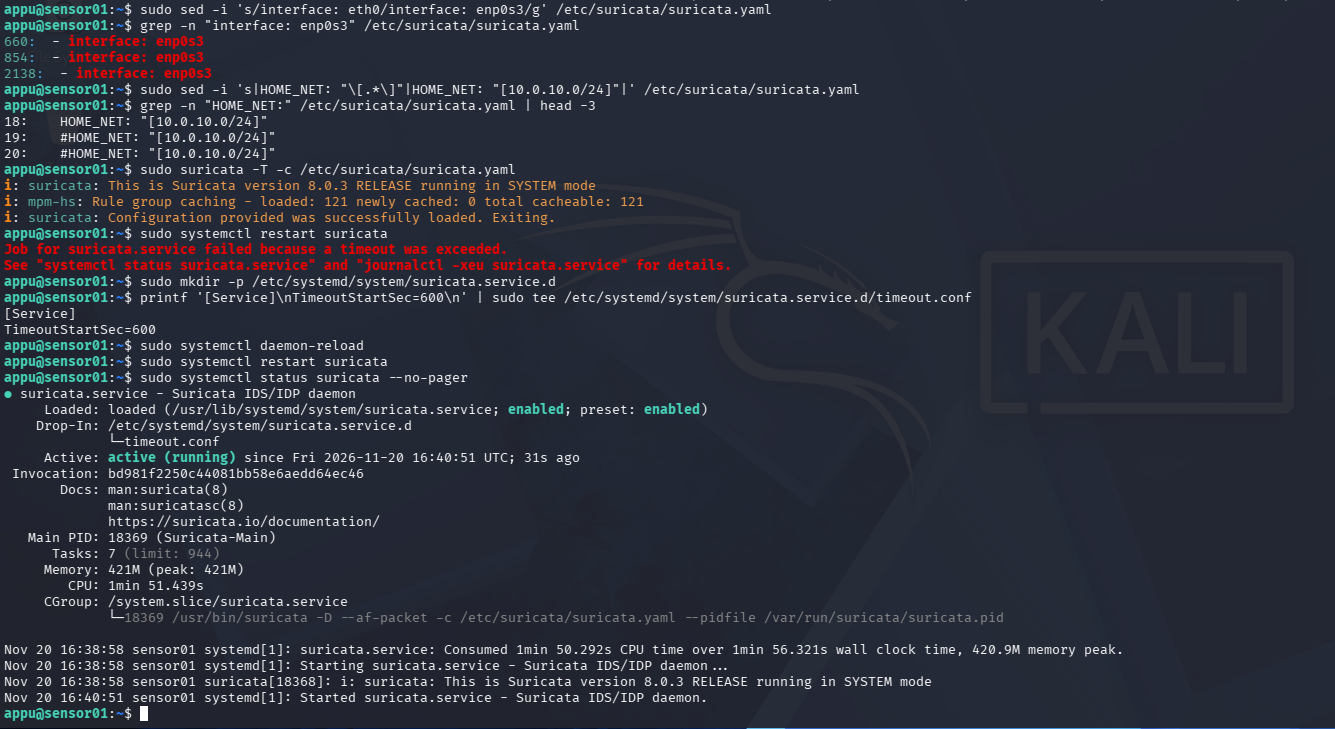 appu@sensor01:~$ sudo sed -i 's/interface: eth0/interface: enp0s3/g' /etc/suricata/suricata.yaml
appu@sensor01:~$ grep -n "interface: enp0s3" /etc/suricata/suricata.yaml
660:  - interface: enp0s3
854:  - interface: enp0s3
2138:  - interface: enp0s3
appu@sensor01:~$ sudo sed -i 's|HOME_NET: "\[.*\]"|HOME_NET: "[10.0.10.0/24]"|' /etc/suricata/suricata.yaml
appu@sensor01:~$ grep -n "HOME_NET:" /etc/suricata/suricata.yaml | head -3
18:    HOME_NET: "[10.0.10.0/24]"
19:    #HOME_NET: "[10.0.10.0/24]"
20:    #HOME_NET: "[10.0.10.0/24]"
appu@sensor01:~$ sudo suricata -T -c /etc/suricata/suricata.yaml
i: suricata: This is Suricata version 8.0.3 RELEASE running in SYSTEM mode
i: mpm-hs: Rule group caching - loaded: 121 newly cached: 0 total cacheable: 121
i: suricata: Configuration provided was successfully loaded. Exiting.
appu@sensor01:~$ sudo systemctl restart suricata
Job for suricata.service failed because a timeout was exceeded.
See "systemctl status suricata.service" and "journalctl -xeu suricata.service" for details.
appu@sensor01:~$ sudo mkdir -p /etc/systemd/system/suricata.service.d
appu@sensor01:~$ printf '[Service]\nTimeoutStartSec=600\n' | sudo tee /etc/systemd/system/suricata.service.d/timeout.conf
[Service]
TimeoutStartSec=600
appu@sensor01:~$ sudo systemctl daemon-reload
appu@sensor01:~$ sudo systemctl restart suricata
appu@sensor01:~$ sudo systemctl status suricata --no-pager
● suricata.service - Suricata IDS/IDP daemon
     Loaded: loaded (/usr/lib/systemd/system/suricata.service; enabled; preset: enabled)
    Drop-In: /etc/systemd/system/suricata.service.d
             └─timeout.conf
     Active: active (running) since Fri 2026-11-20 16:40:51 UTC; 31s ago
 Invocation: bd981f2250c44081bb58e6aedd64ec46
       Docs: man:suricata(8)
             man:suricatasc(8)
             https://suricata.io/documentation/
   Main PID: 18369 (Suricata-Main)
      Tasks: 7 (limit: 944)
     Memory: 421M (peak: 421M)
        CPU: 1min 51.439s
     CGroup: /system.slice/suricata.service
             └─18369 /usr/bin/suricata -D --af-packet -c /etc/suricata/suricata.yaml --pidfile /var/run/suricata/suricata.pid

Nov 20 16:38:58 sensor01 systemd[1]: suricata.service: Consumed 1min 50.292s CPU time over 1min 56.321s wall clock time, 420.9M memory peak.
Nov 20 16:38:58 sensor01 systemd[1]: Starting suricata.service - Suricata IDS/IDP daemon...
Nov 20 16:38:58 sensor01 suricata[18368]: i: suricata: This is Suricata version 8.0.3 RELEASE running in SYSTEM mode
Nov 20 16:40:51 sensor01 systemd[1]: Started suricata.service - Suricata IDS/IDP daemon.
appu@sensor01:~$
KALI